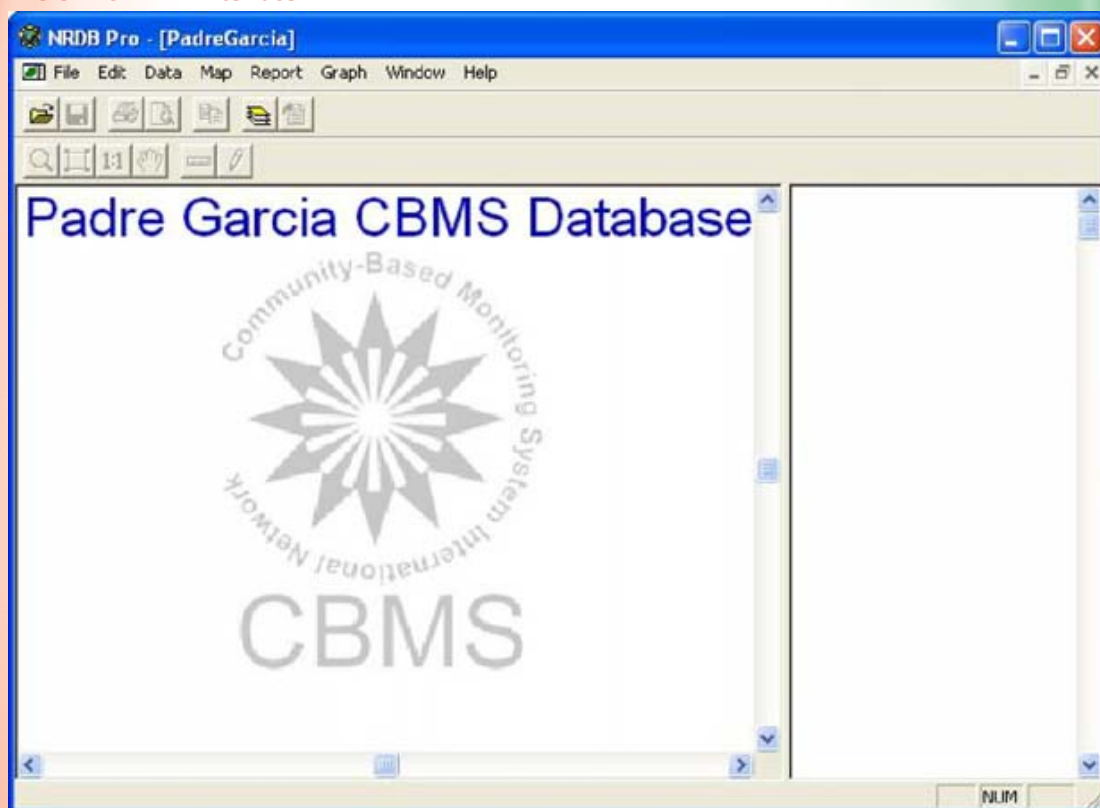 NRDB Pro - [PadreGarcia]
File Edit Data Map Report Graph Window Help
1:1
Padre Garcia CBMS Database
Community-Based Monitoring System
International Network
CBMS
NUM